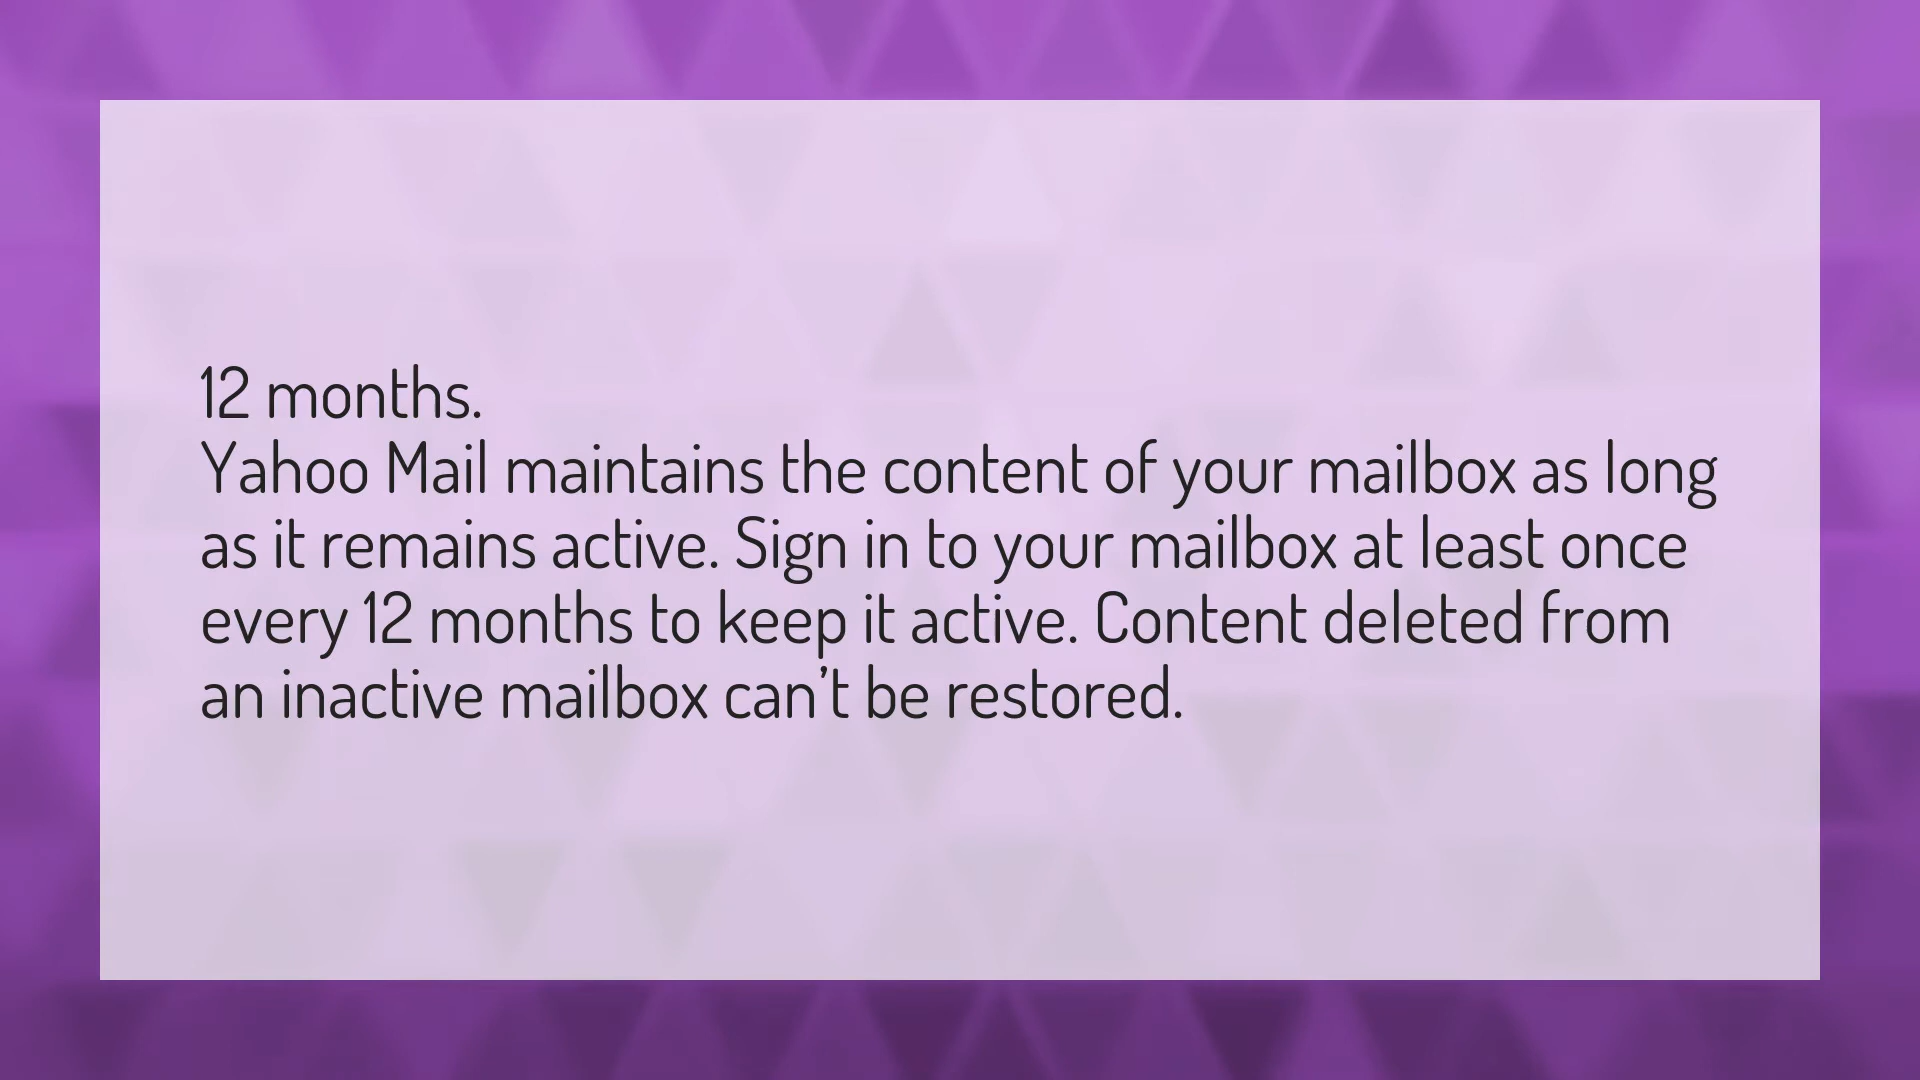 12 months.
Yahoo Mail maintains the content of your mailbox as long
as it remains active. Sign in to your mailbox at least once
every 12 months to keep it active. Content deleted from
an inactive mailbox can’t be restored.